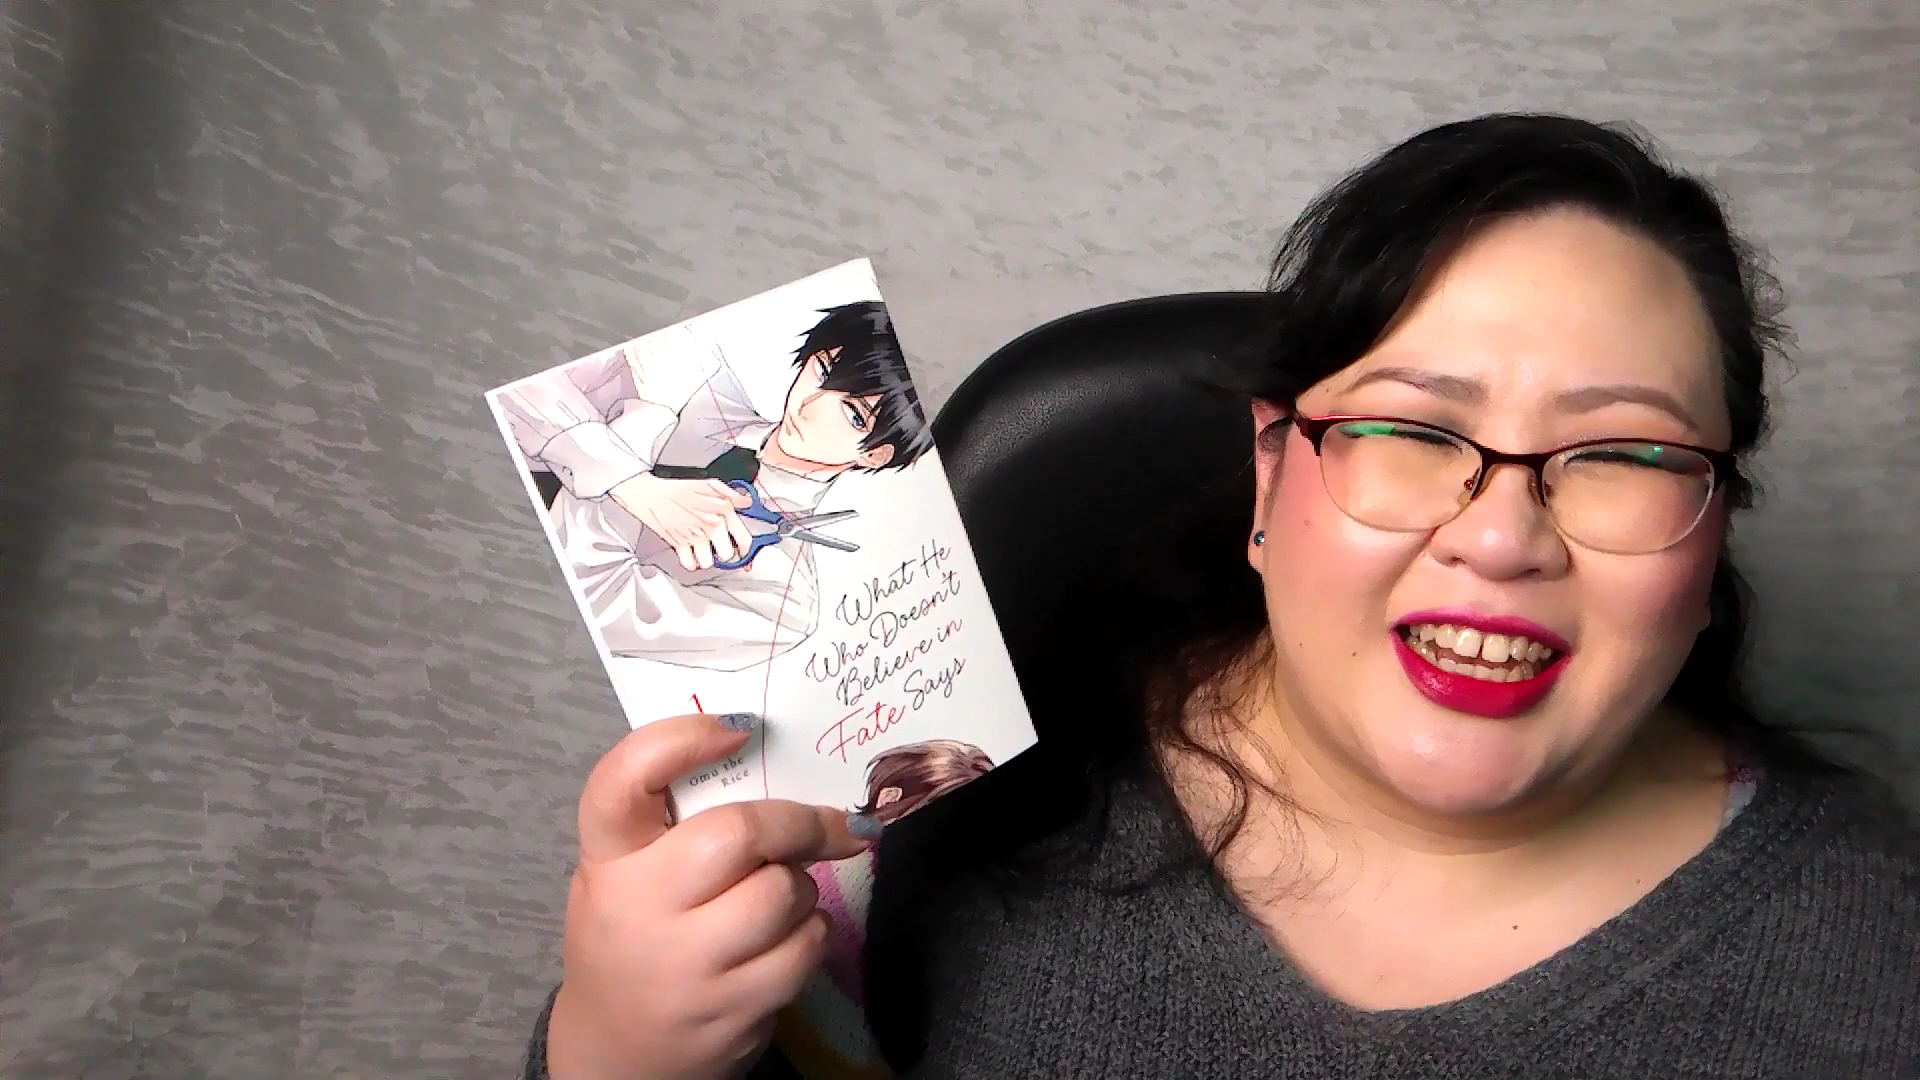 What He
Who Doesn't
Believe in
Fate Says
1
Omu the
Rice